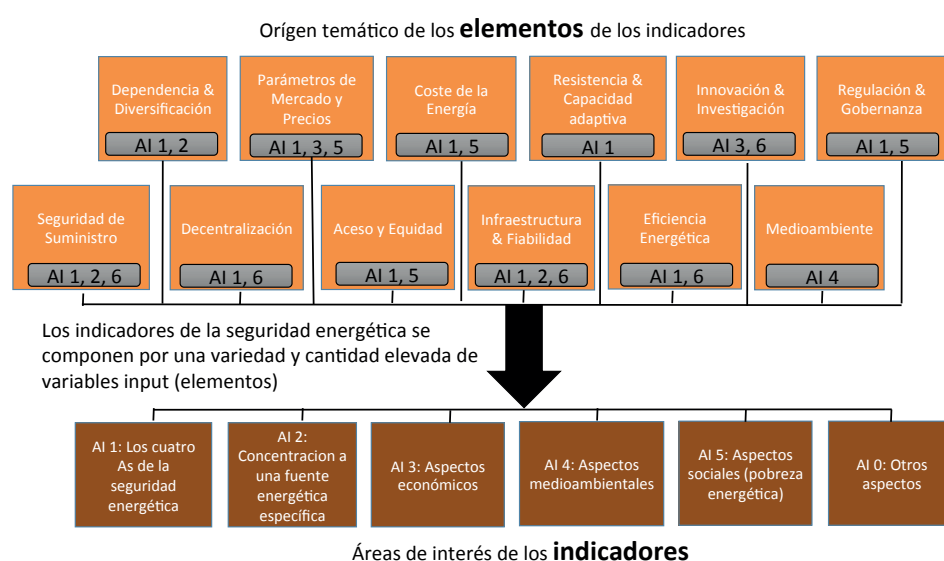 Orígen temático de los elementos de los indicadores
Dependencia &
Diversificación
AI 1, 2
Parámetros de
Mercado y
Precios
AI 1, 3, 5
Coste de la
Energía
AI 1, 5
Resistencia &
Capacidad
adaptiva
AI 1
Innovación &
Investigación
AI 3, 6
Regulación &
Gobernanza
AI 1, 5
Seguridad de
Suministro
AI 1, 2, 6
Decentralización
AI 1, 6
Aceso y Equidad
AI 1, 5
Infraestructura
& Fiabilidad
AI 1, 2, 6
Eficiencia
Energética
AI 1, 6
Medioambiente
AI 4
Los indicadores de la seguridad energética se
componen por una variedad y cantidad elevada de
variables input (elementos)
AI 1: Los cuatro
As de la
seguridad
energética
AI 2:
Concentracion a
una fuente
energética
específica
AI 3: Aspectos
económicos
AI 4: Aspectos
medioambientales
AI 5: Aspectos
sociales (pobreza
energética)
AI 0: Otros
aspectos
Áreas de interés de los indicadores